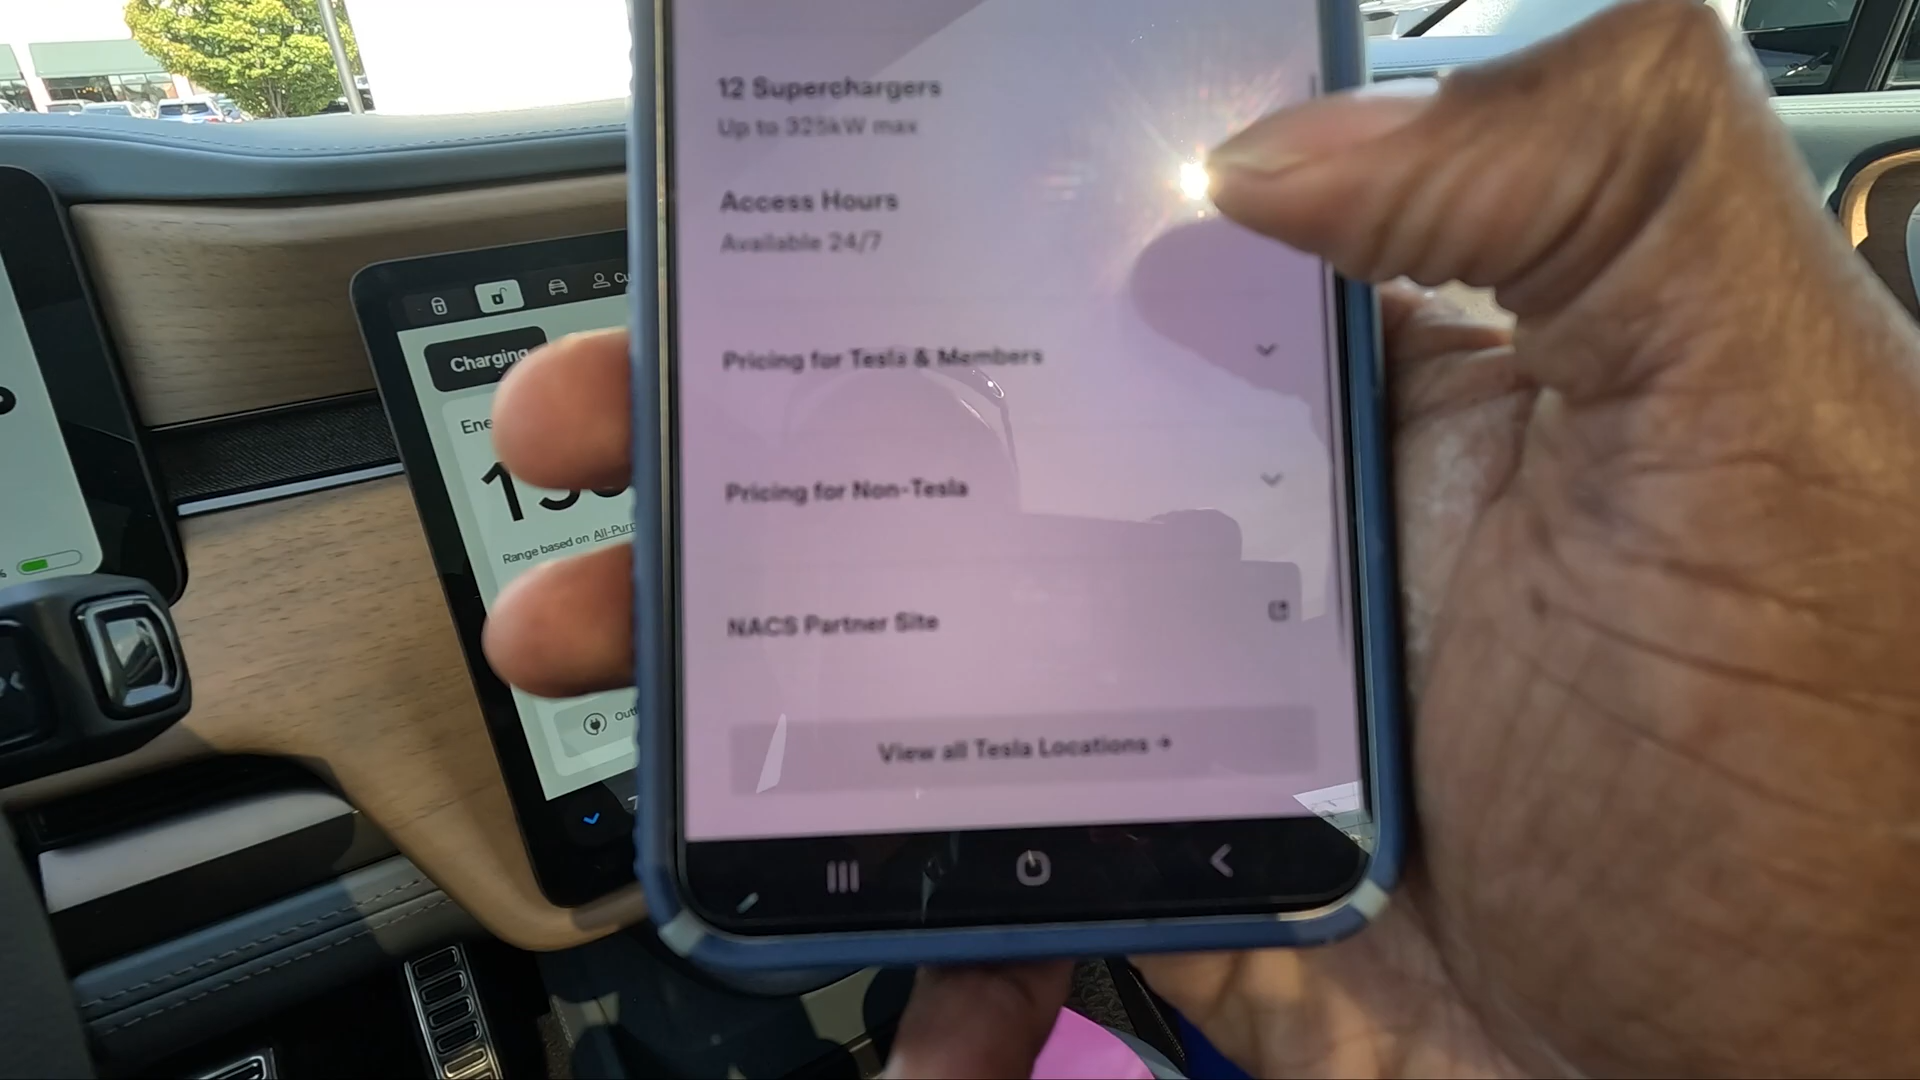 12 Superchargers
Up to 325kW max
Access Hours
Available 24/7
Pricing for Tesla & Members
Pricing for Non-Tesla
NACS Partner Site
View all Tesla Locations →
Charging
Range based on
%